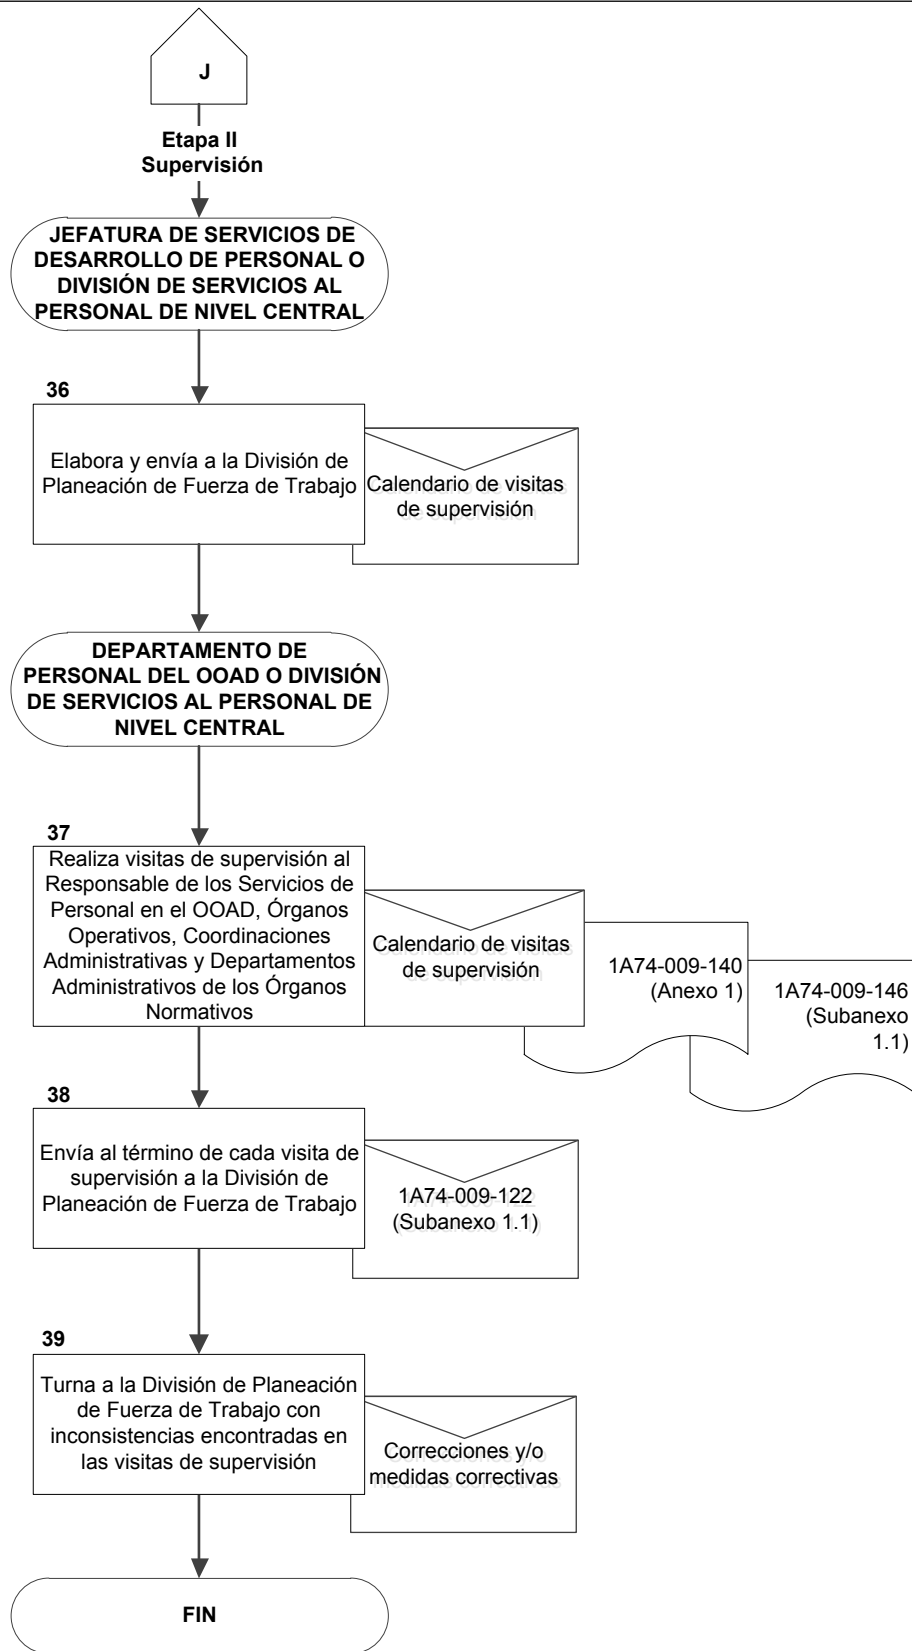 J
Etapa II
Supervisión
JEFATURA DE SERVICIOS DE
DESARROLLO DE PERSONAL O
DIVISIÓN DE SERVICIOS AL
PERSONAL DE NIVEL CENTRAL
36
Elabora y envía a la División de
Planeación de Fuerza de Trabajo
Calendario de visitas
de supervisión
DEPARTAMENTO DE
PERSONAL DEL OOAD O DIVISIÓN
DE SERVICIOS AL PERSONAL DE
NIVEL CENTRAL
37
Realiza visitas de supervisión al
Responsable de los Servicios de
Personal en el OOAD, Órganos
Operativos, Coordinaciones
Administrativas y Departamentos
Administrativos de los Órganos
Normativos
Calendario de visitas
de supervisión
1A74-009-140
(Anexo 1)
1A74-009-146
(Subanexo
1.1)
38
Envía al término de cada visita de
supervisión a la División de
Planeación de Fuerza de Trabajo
1A74-009-122
(Subanexo 1.1)
39
Turna a la División de Planeación
de Fuerza de Trabajo con
inconsistencias encontradas en
las visitas de supervisión
Correcciones y/o
medidas correctivas
FIN